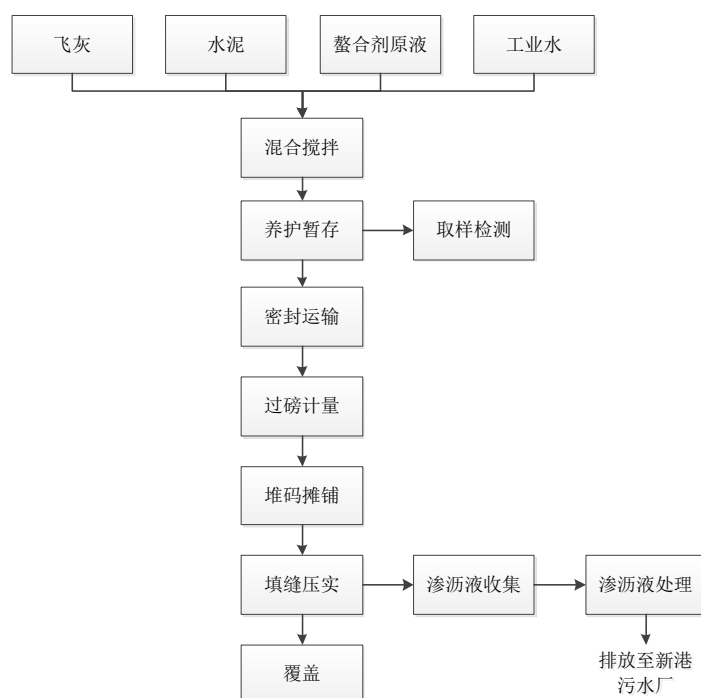 飞灰
水泥
螯合剂原液
工业水
混合搅拌
养护暂存
取样检测
密封运输
过磅计量
堆码摊铺
填缝压实
渗沥液收集
渗沥液处理
覆盖
排放至新港
污水厂